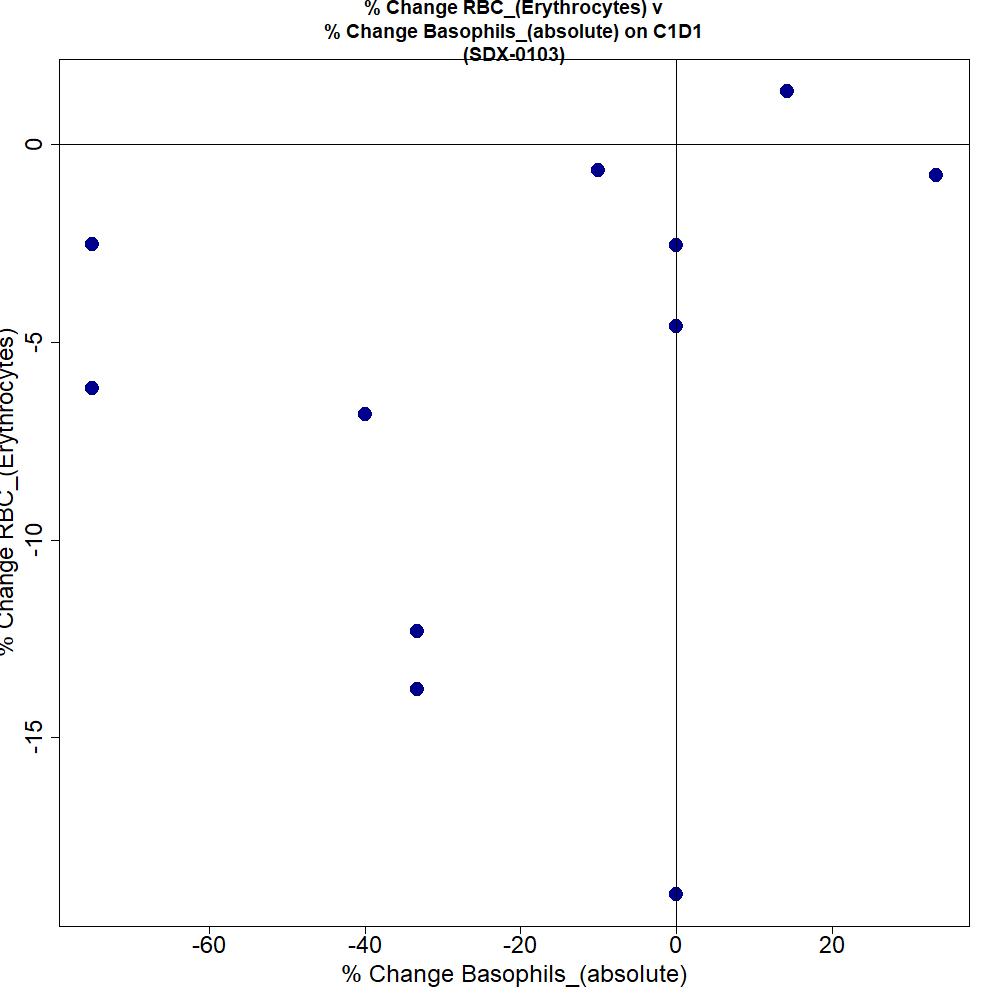 % Change RBC_(Erythrocytes) v
% Change Basophils_(absolute) on C1D1
(SDX-0103)
% Change RBC_(Erythrocytes)
0
-5
-10
-15
-60
-40
-20
0
20
% Change Basophils_(absolute)